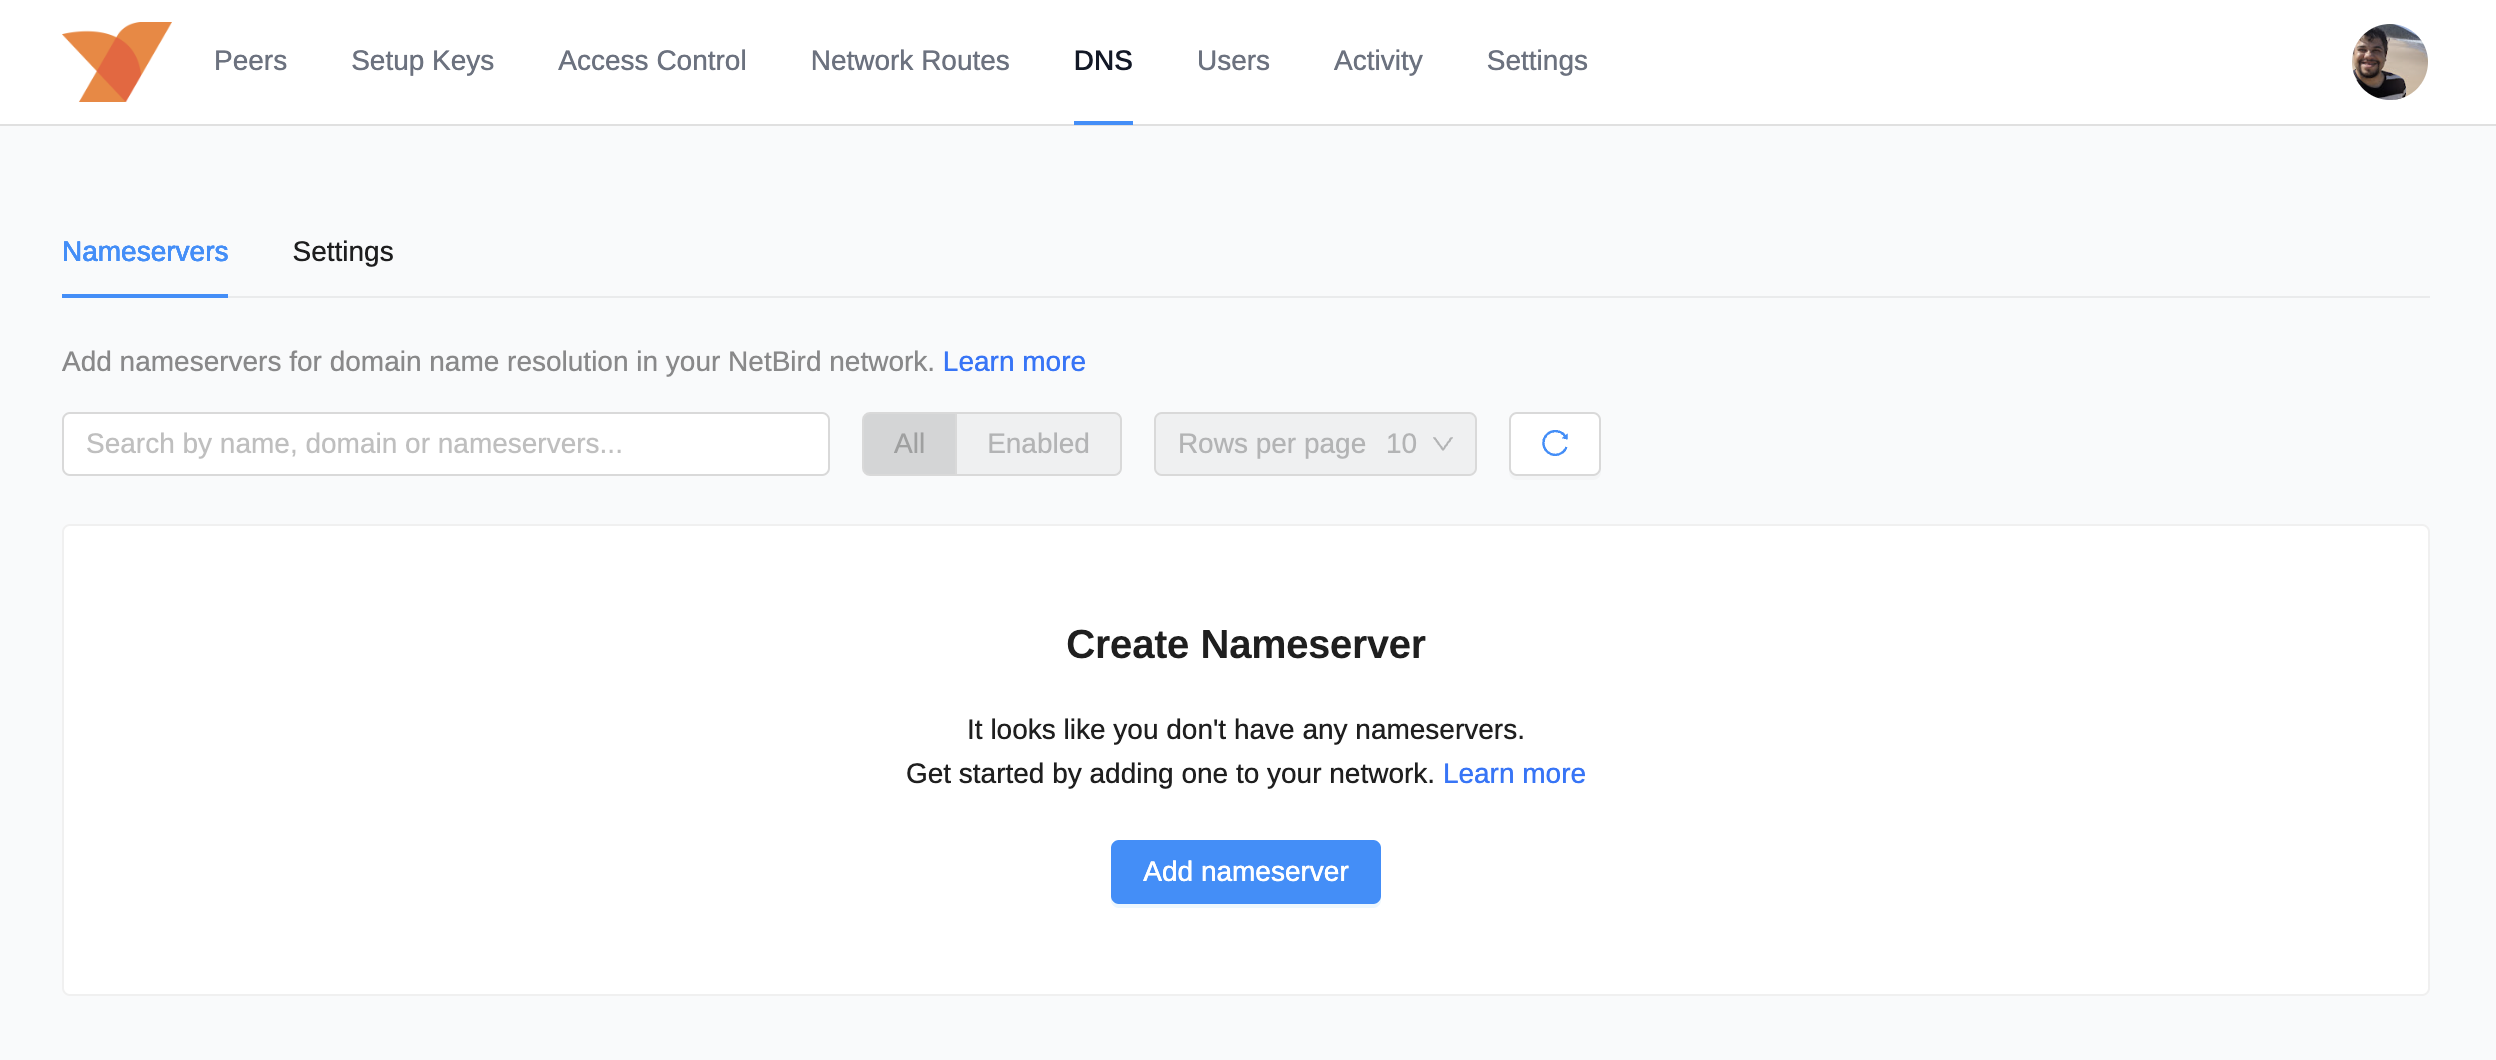 Peers Setup Keys Access Control Network Routes DNS Users Activity Settings
Nameservers Settings
Add nameservers for domain name resolution in your NetBird network. Learn more
Search by name, domain or nameservers... All Enabled Rows per page 10
Create Nameserver
It looks like you don't have any nameservers.
Get started by adding one to your network. Learn more
Add nameserver